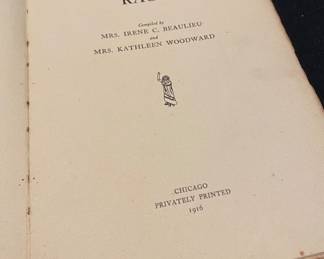 Compiled by
MRS. IRENE C. BEAULIEU
and
MRS. KATHLEEN WOODWARD
CHICAGO
PRIVATELY PRINTED
1916